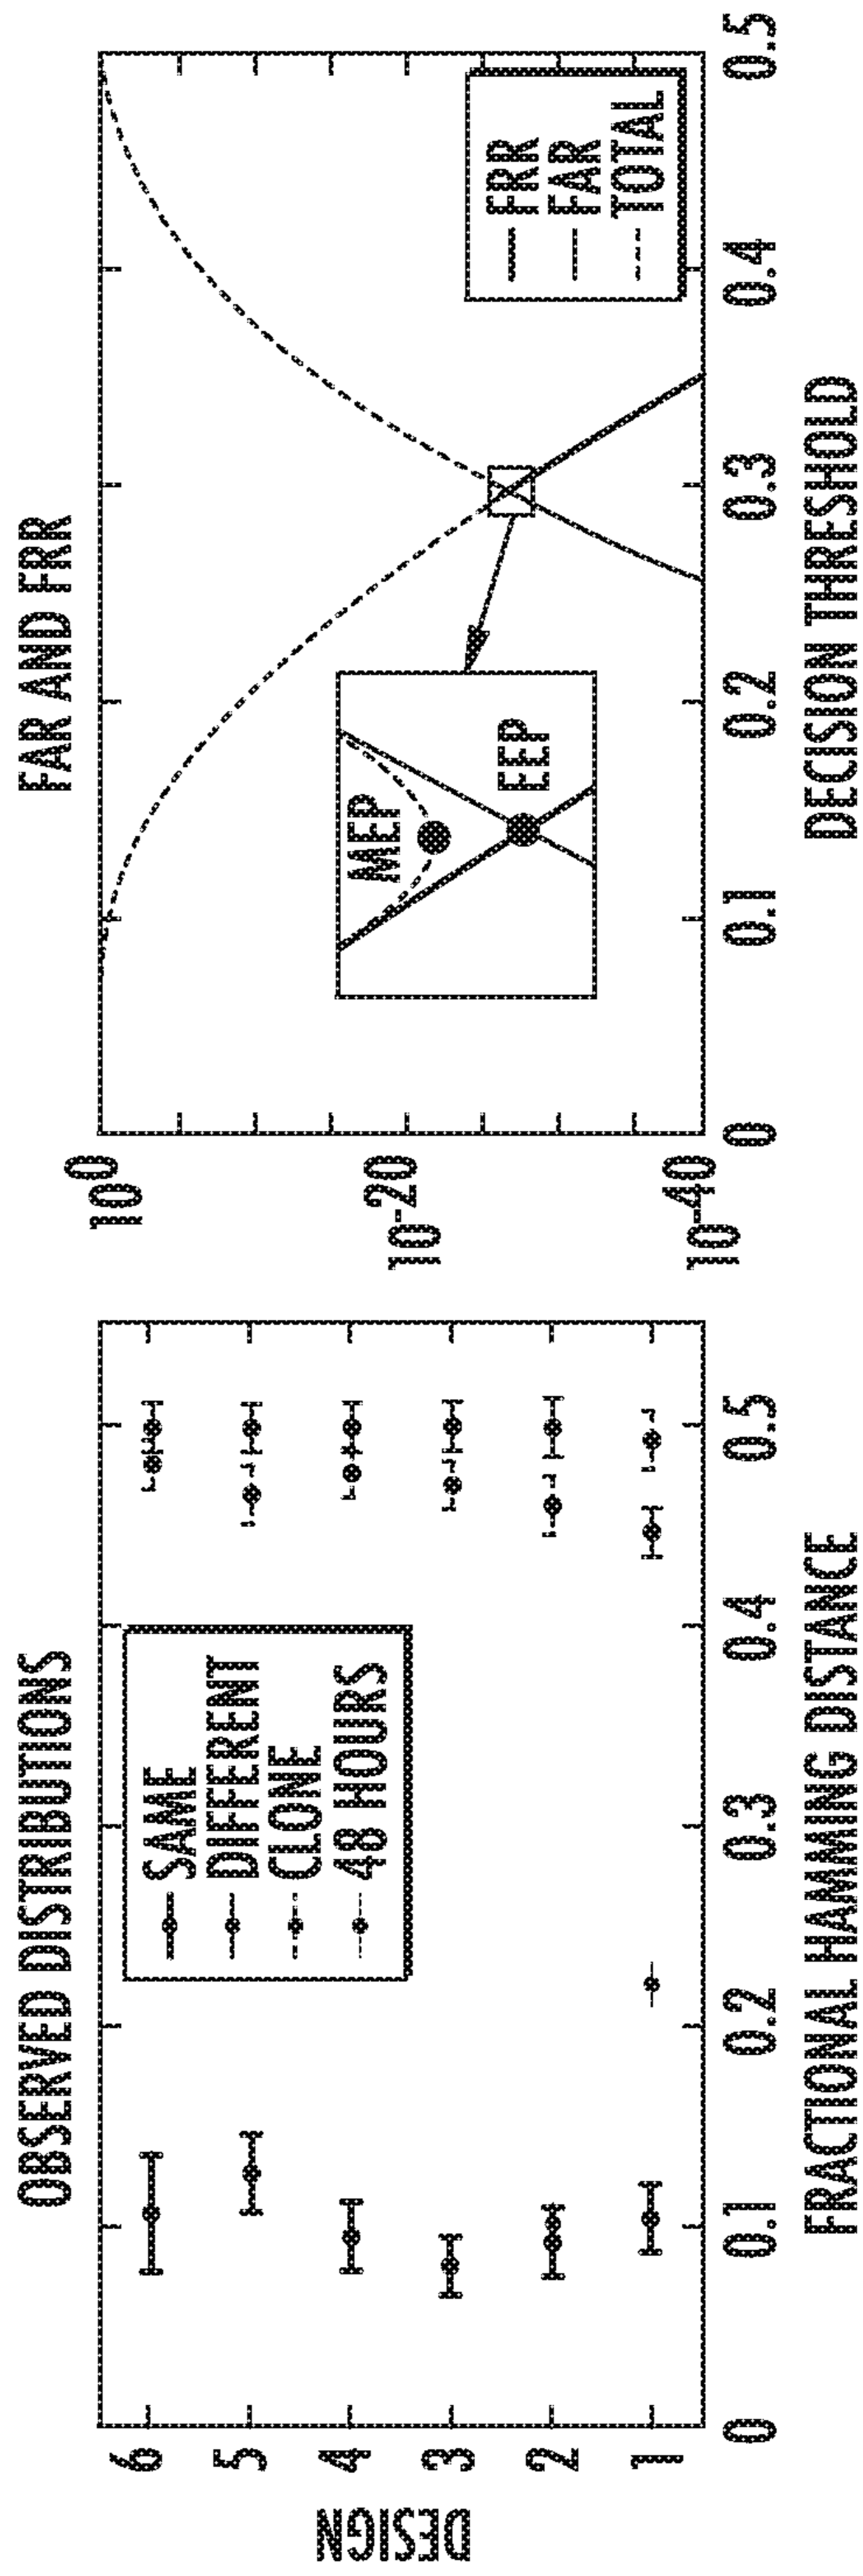 OBSERVED DISTRIBUTIONS
DESIGN
6
5
4
3
2
1
SAME
DIFFERENT
CLONE
48 HOURS
0 0.1 0.2 0.3 0.4 0.5
FRACTIONAL HAMMING DISTANCE
FAR AND FRR
10^0
10^-20
10^-40
MEP
EEP
FRR
FAR
TOTAL
0 0.1 0.2 0.3 0.4 0.5
DECISION THRESHOLD